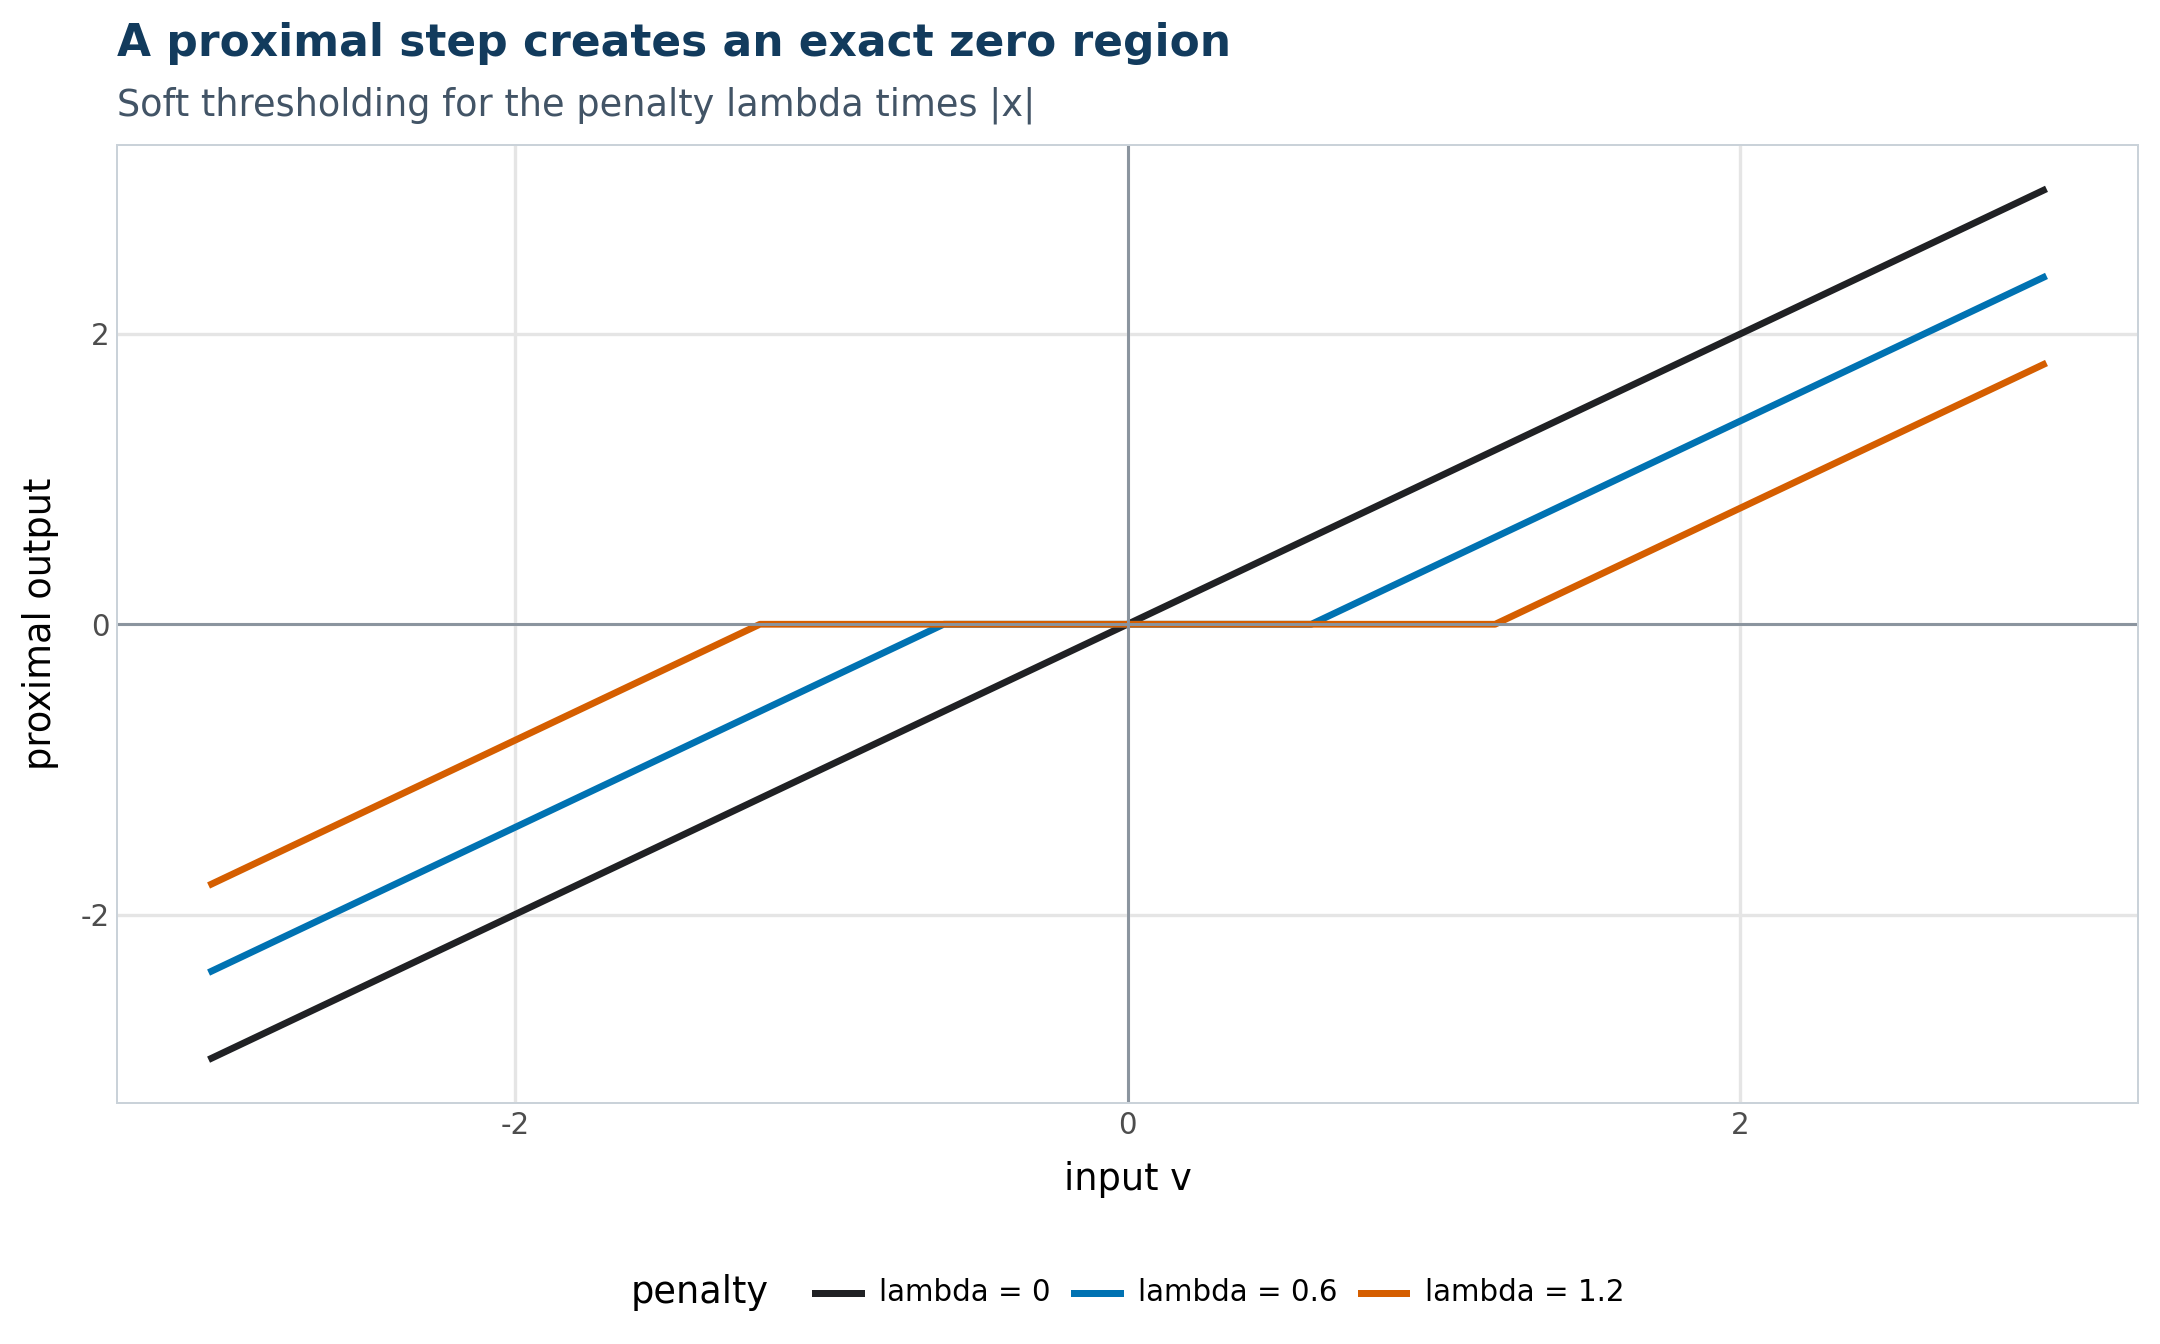 A proximal step creates an exact zero region
Soft thresholding for the penalty lambda times |x|
proximal output
2
0
-2
-2
0
2
input v
penalty
lambda = 0
lambda = 0.6
lambda = 1.2